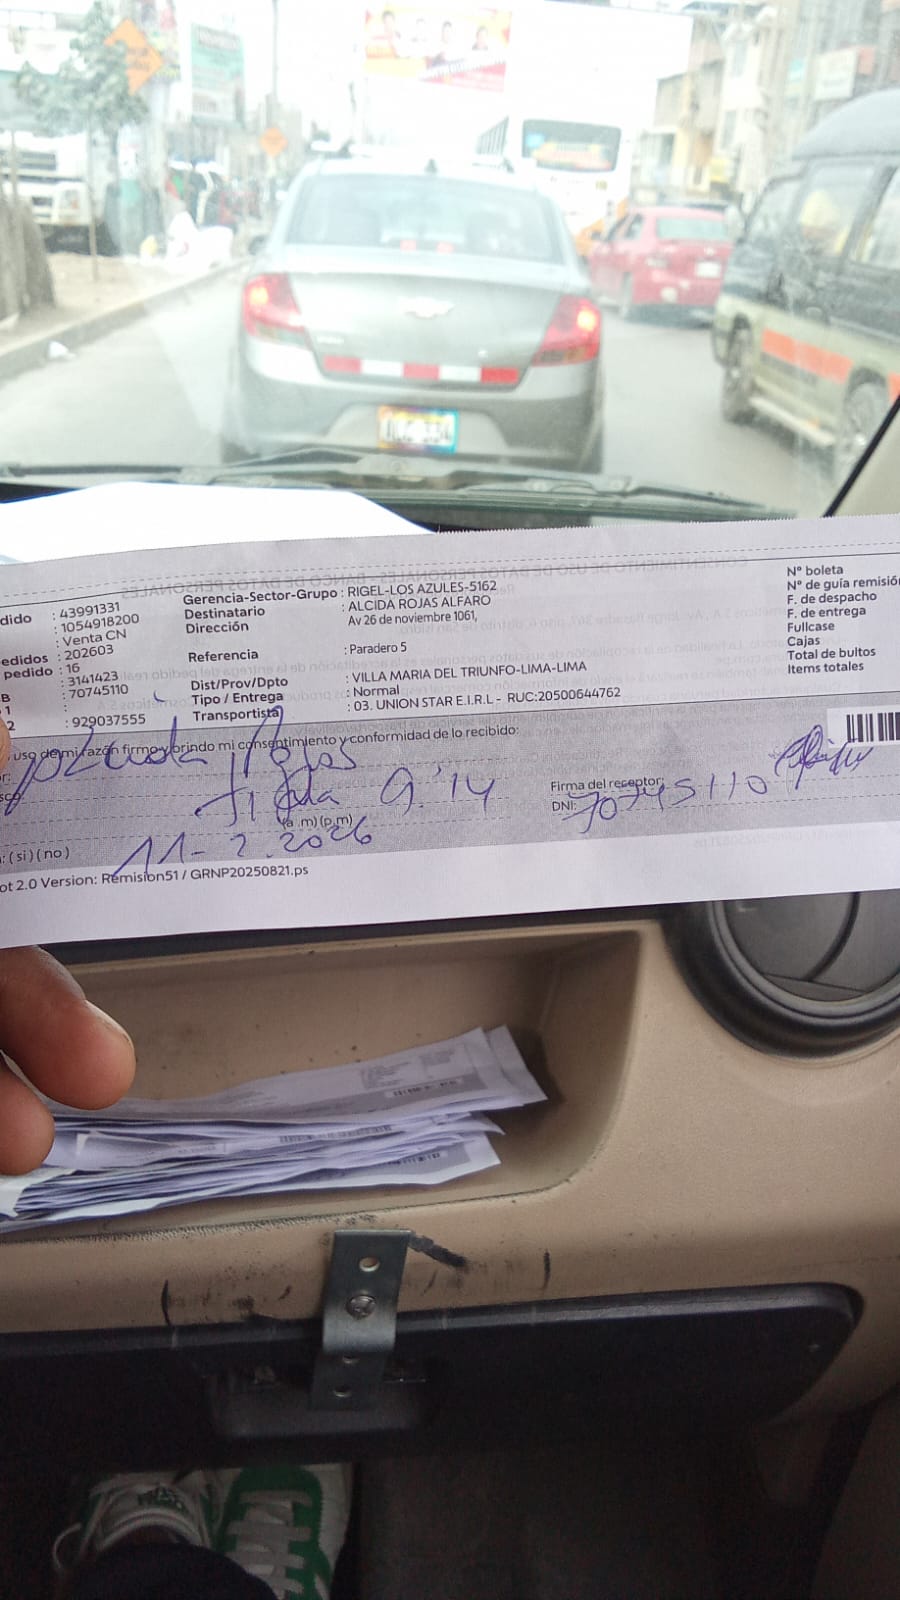 dido : 43991331
: 1054918200
: Venta CN
edidos : 202603
pedido : 16
: 3141423
B : 70745110
1 :
2 : 929037555
Gerencia-Sector-Grupo : RIGEL-LOS AZULES-5162
Destinatario : ALCIDA ROJAS ALFARO
Dirección Av 26 de noviembre 1061,
Referencia : Paradero 5
Dist/Prov/Dpto : VILLA MARIA DEL TRIUNFO-LIMA-LIMA
Tipo / Entrega : Normal
Transportista : 03. UNION STAR E.I.R.L - RUC:20500644762
N° boleta
N° de guía remisión
F. de despacho
F. de entrega
Fullcase
Cajas
Total de bultos
Items totales
uso de mi razón firmo y brindo mi consentimiento y conformidad de lo recibido:
Rojas
9:14
(a .m) (p.m)
Firma del receptor:
DNI: 70745110
: ( si ) ( no )
11-2.2026
ot 2.0 Version: Remision51 / GRNP20250821.ps